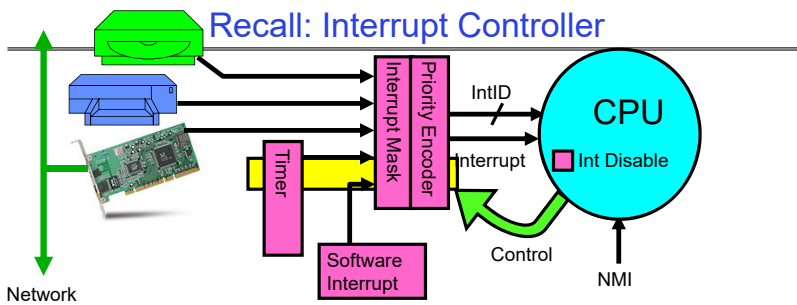 Recall: Interrupt Controller
Interrupt Mask
Priority Encoder
IntID
Interrupt
CPU
Int Disable
Timer
Software
Interrupt
Control
NMI
Network